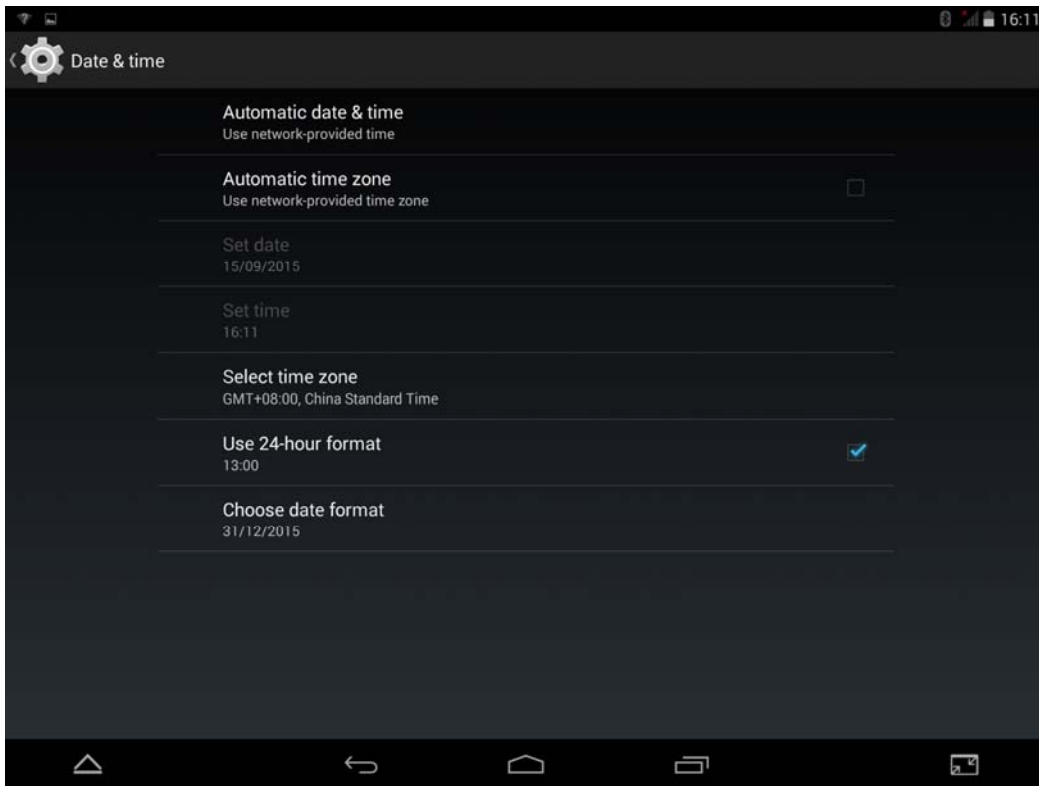 16:11
Date & time
Automatic date & time
Use network-provided time
Automatic time zone
Use network-provided time zone
Set date
15/09/2015
Set time
16:11
Select time zone
GMT+08:00, China Standard Time
Use 24-hour format
13:00
Choose date format
31/12/2015